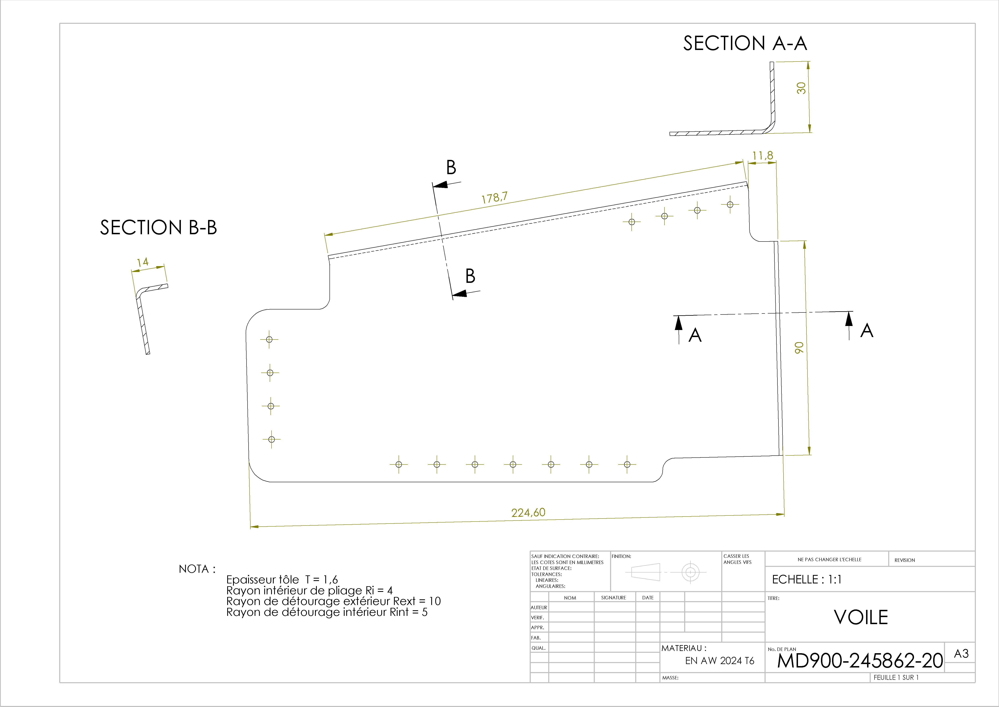 SECTION A-A
30
11,8
B
178,7
SECTION B-B
14
B
A
A
90
224,60
NOTA :
Epaisseur tôle T = 1,6
Rayon intérieur de pliage Ri = 4
Rayon de détourage extérieur Rext = 10
Rayon de détourage intérieur Rint = 5
SAUF INDICATION CONTRAIRE:
LES COTES SONT EN MILLIMETRES
ETAT DE SURFACE:
TOLERANCES:
LINEAIRES:
ANGULAIRES:
FINITION:
CASSER LES
ANGLES VIFS
NE PAS CHANGER L'ECHELLE
REVISION
ECHELLE : 1:1
NOM
SIGNATURE
DATE
AUTEUR
VERIF.
APPR.
FAB.
QUAL.
TITRE:
VOILE
MATERIAU :
EN AW 2024 T6
MASSE:
No. DE PLAN
MD900-245862-20
A3
FEUILLE 1 SUR 1